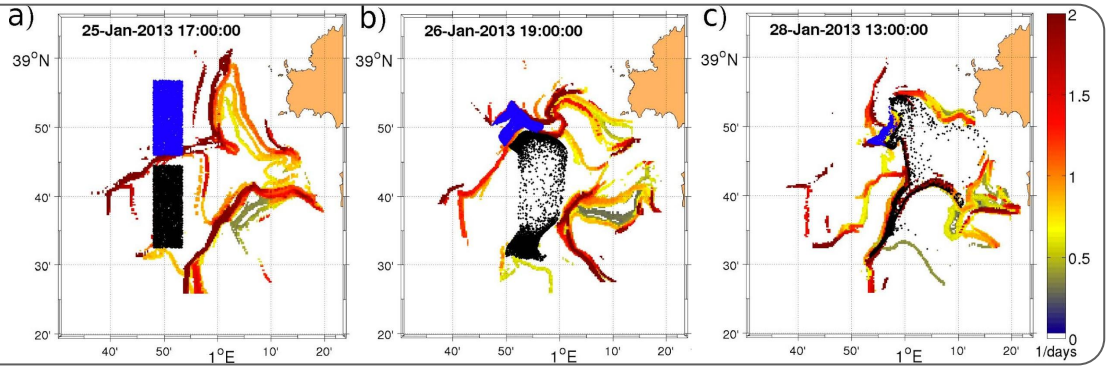 a)
25-Jan-2013 17:00:00
39°N
50'
40'
30'
20'
40' 50' 1°E 10' 20'
b)
26-Jan-2013 19:00:00
39°N
50'
40'
30'
20'
40' 50' 1°E 10' 20'
c)
28-Jan-2013 13:00:00
39°N
50'
40'
30'
20'
40' 50' 1°E 10' 20'
2
1.5
1
0.5
0
1/days